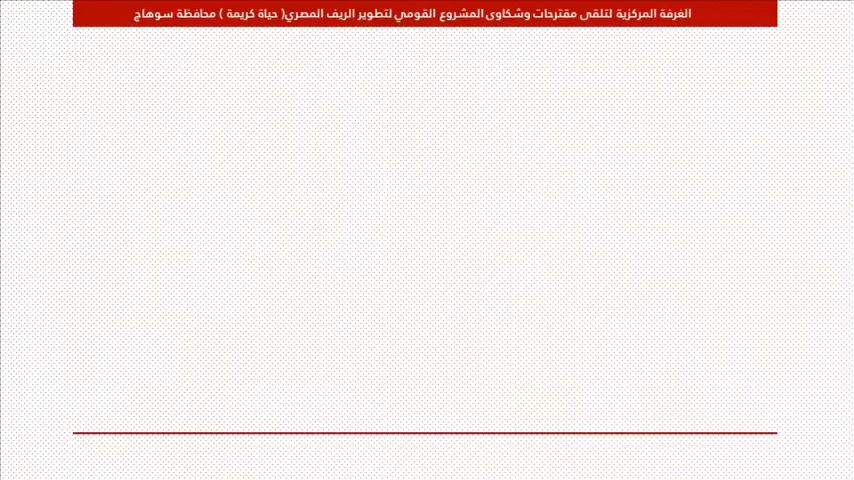 الغرفة المركزية لتلقى مقترحات وشكاوى المشروع القومي لتطوير الريف المصري( حياة كريمة ) محافظة سوهاج